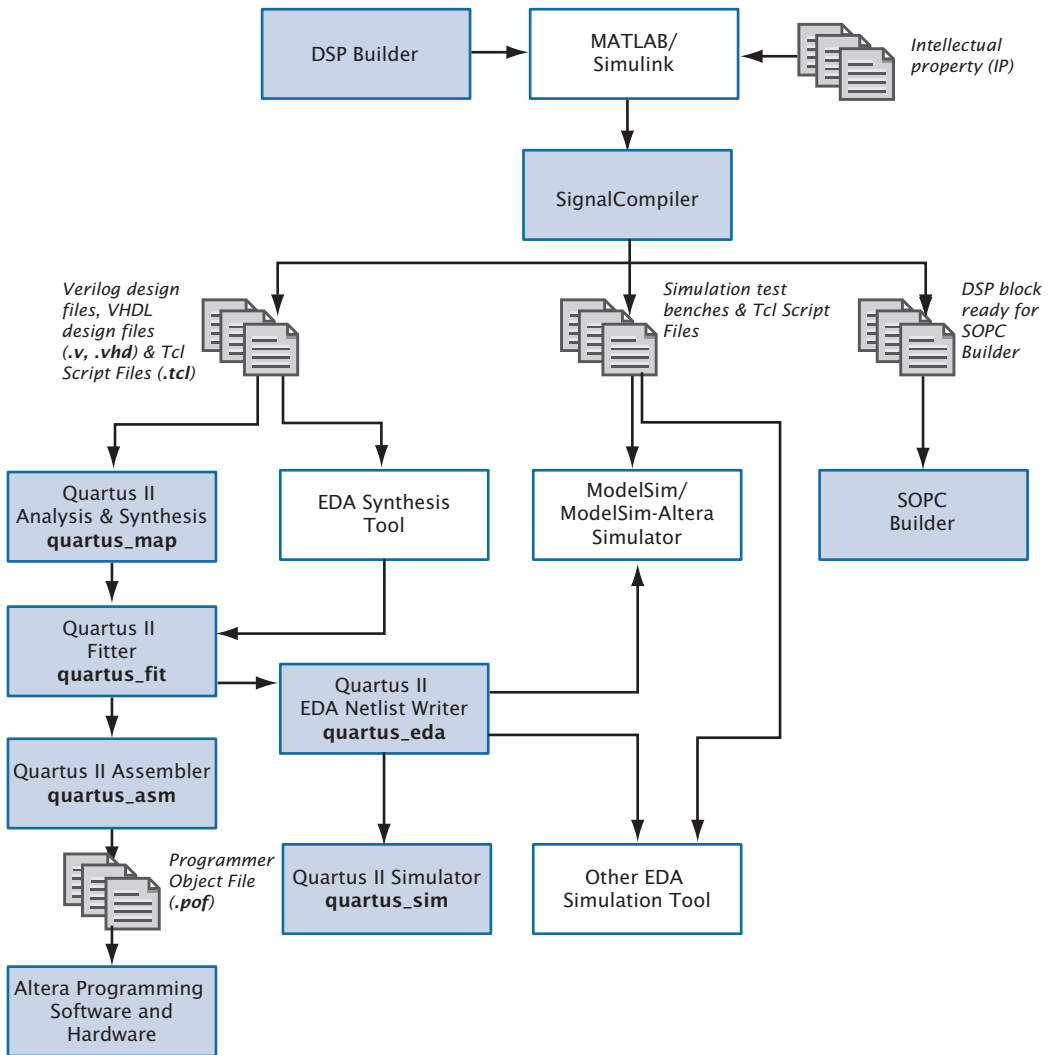 DSP Builder
MATLAB/
Simulink
Intellectual
property (IP)
SignalCompiler
Verilog design
files, VHDL
design files
(.v, .vhd) & Tcl
Script Files (.tcl)
Simulation test
benches & Tcl Script
Files
DSP block
ready for
SOPC
Builder
Quartus II
Analysis & Synthesis
quartus_map
EDA Synthesis
Tool
ModelSim/
ModelSim-Altera
Simulator
SOPC
Builder
Quartus II
Fitter
quartus_fit
Quartus II
EDA Netlist Writer
quartus_eda
Quartus II Assembler
quartus_asm
Programmer
Object File
(.pof)
Quartus II Simulator
quartus_sim
Other EDA
Simulation Tool
Altera Programming
Software and
Hardware